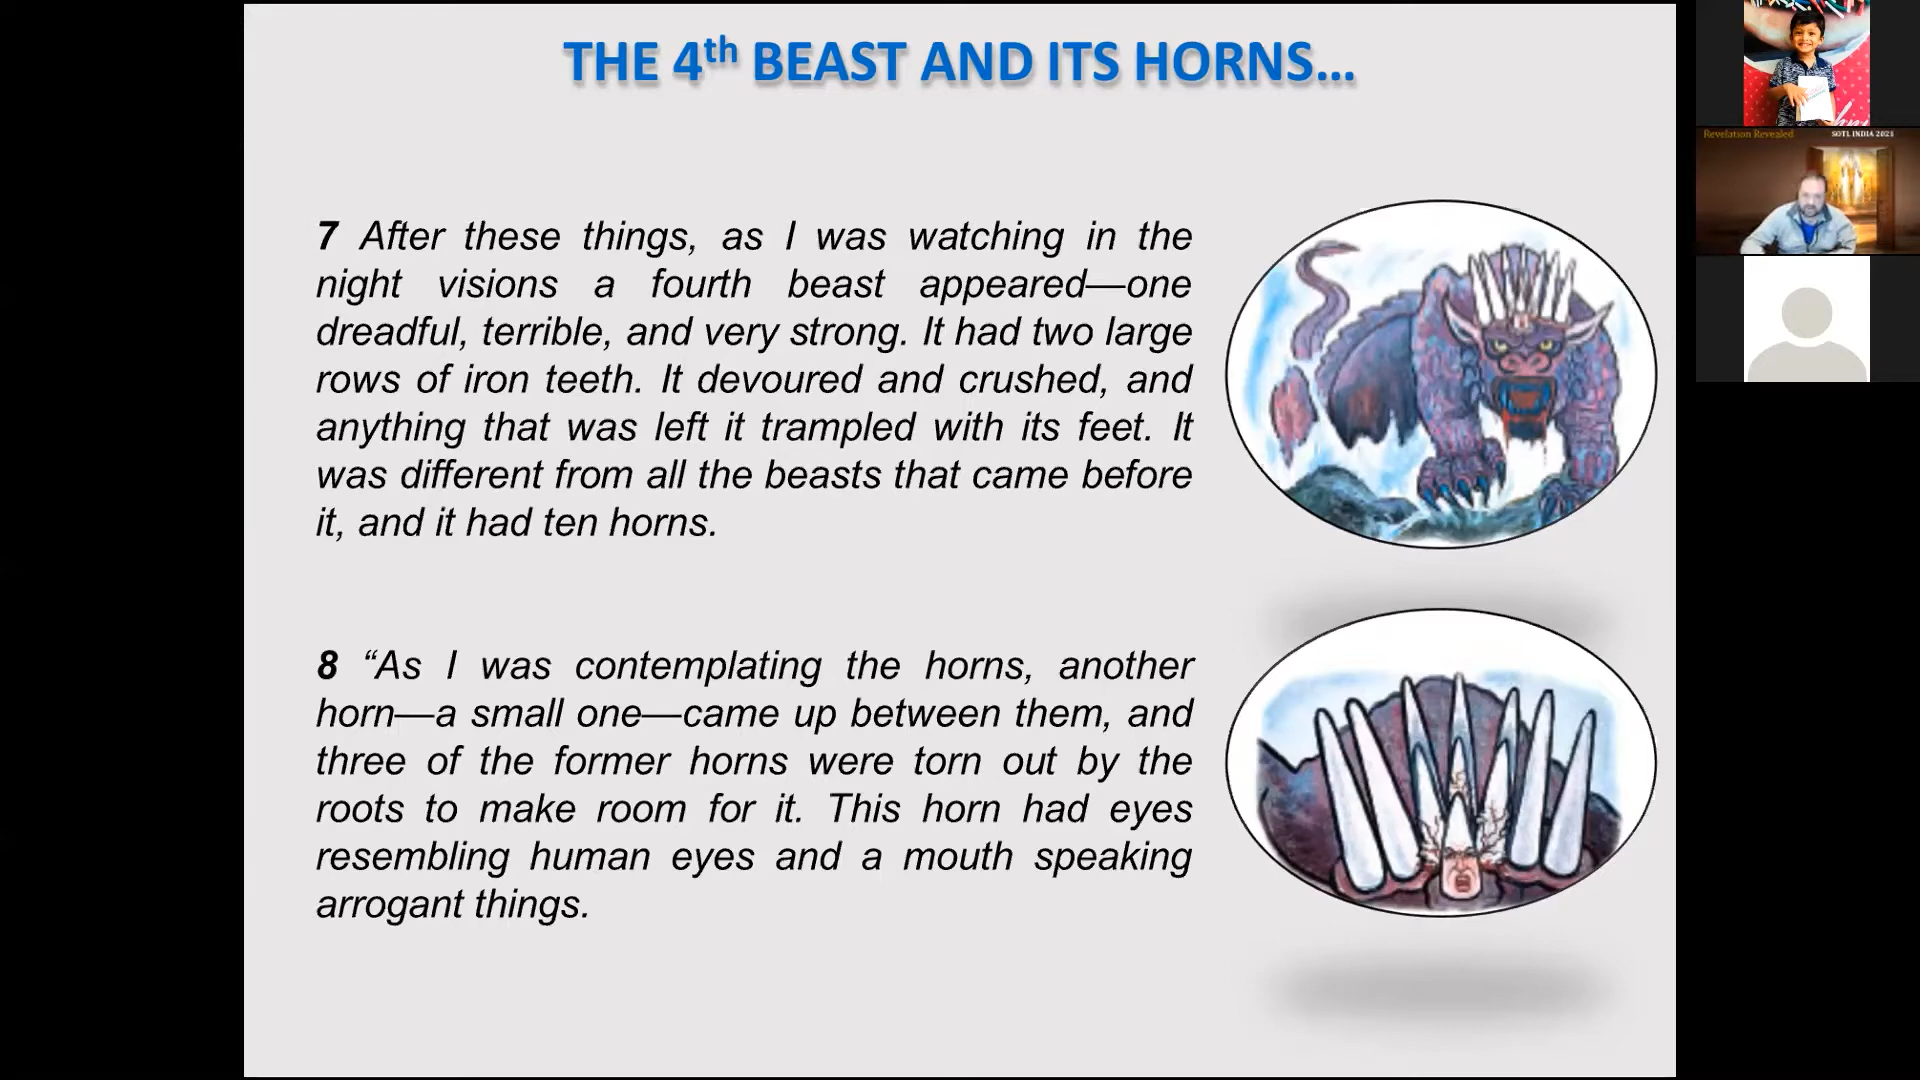 THE 4th BEAST AND ITS HORNS...
7 After these things, as I was watching in the
night visions a fourth beast appeared—one
dreadful, terrible, and very strong. It had two large
rows of iron teeth. It devoured and crushed, and
anything that was left it trampled with its feet. It
was different from all the beasts that came before
it, and it had ten horns.
8 “As I was contemplating the horns, another
horn—a small one—came up between them, and
three of the former horns were torn out by the
roots to make room for it. This horn had eyes
resembling human eyes and a mouth speaking
arrogant things.
Revelation Revealed
SOTL INDIA 2021